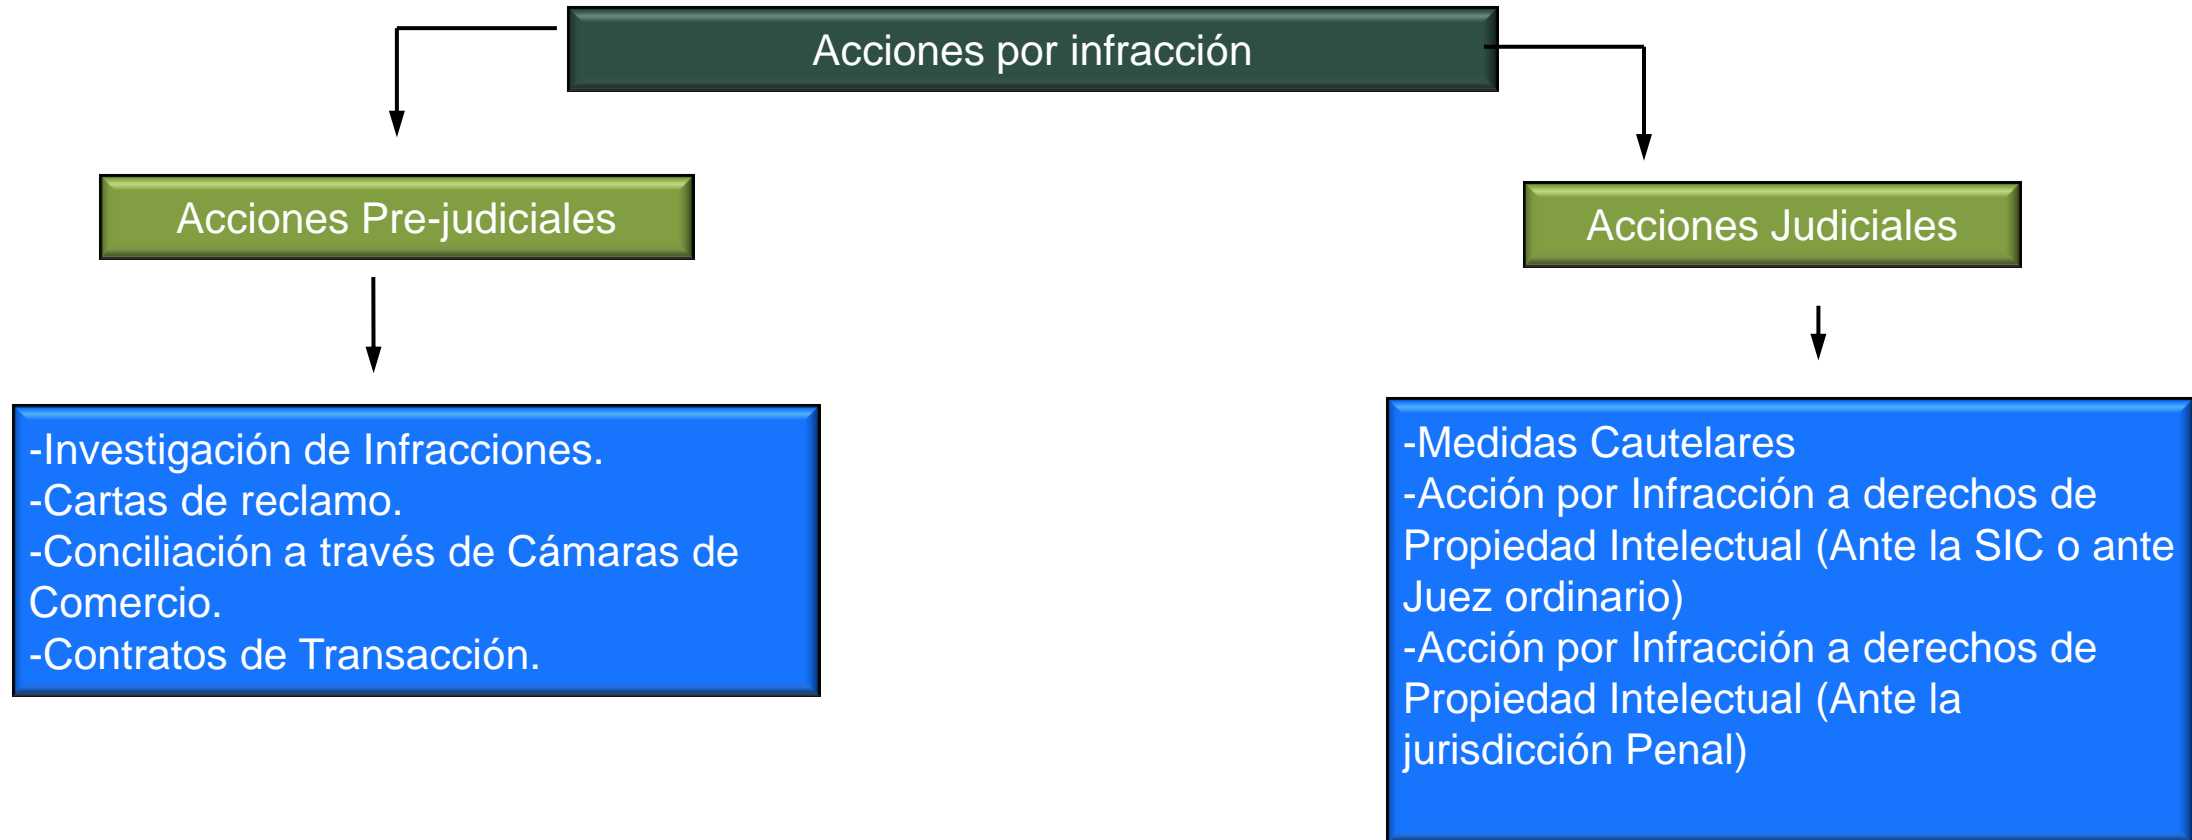 Acciones por infracción
Acciones Pre-judiciales
Acciones Judiciales
-Investigación de Infracciones.
-Cartas de reclamo.
-Conciliación a través de Cámaras de
Comercio.
-Contratos de Transacción.
-Medidas Cautelares
-Acción por Infracción a derechos de
Propiedad Intelectual (Ante la SIC o ante
Juez ordinario)
-Acción por Infracción a derechos de
Propiedad Intelectual (Ante la
jurisdicción Penal)